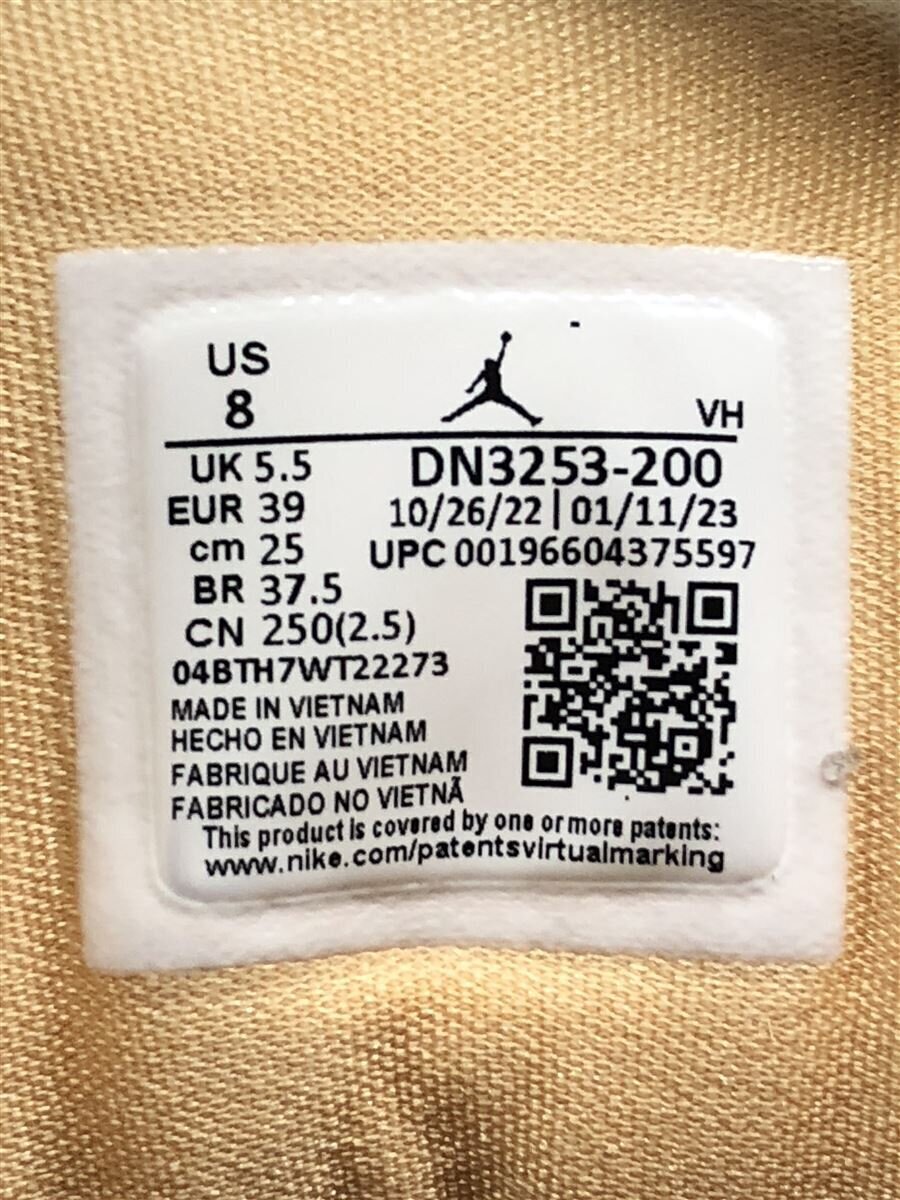 US
8
VH
UK 5.5
DN3253-200
EUR 39
10/26/22 | 01/11/23
cm 25
UPC 00196604375597
BR 37.5
CN 250(2.5)
04BTH7WT22273
MADE IN VIETNAM
HECHO EN VIETNAM
FABRIQUE AU VIETNAM
FABRICADO NO VIETNÃ
This product is covered by one or more patents:
www.nike.com/patentsvirtualmarking